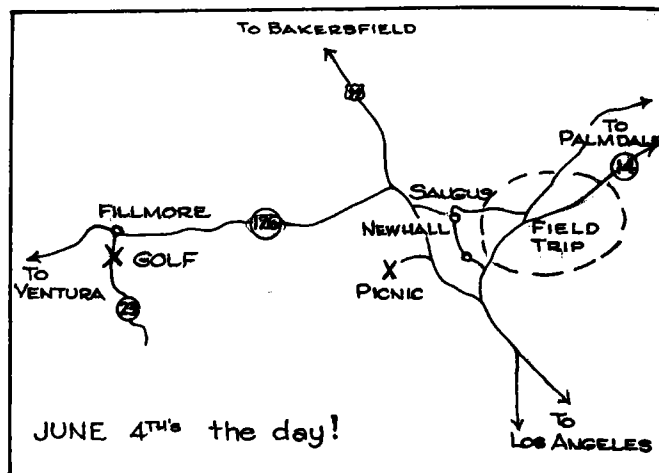 TO BAKERSFIELD
TO
PALMDALE
14
SAUGUS
FILLMORE
126
NEWHALL
FIELD
TRIP
GOLF
TO
VENTURA
PICNIC
23
JUNE 4TH's the day!
TO
LOS ANGELES